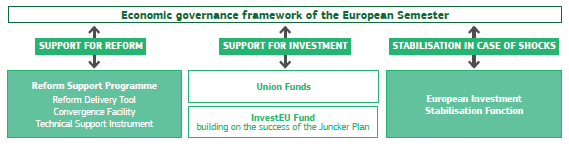 Economic governance framework of the European Semester
SUPPORT FOR REFORM
SUPPORT FOR INVESTMENT
STABILISATION IN CASE OF SHOCKS
Reform Support Programme
Reform Delivery Tool
Convergence Facility
Technical Support Instrument
Union Funds
InvestEU Fund
building on the success of the Juncker Plan
European Investment
Stabilisation Function